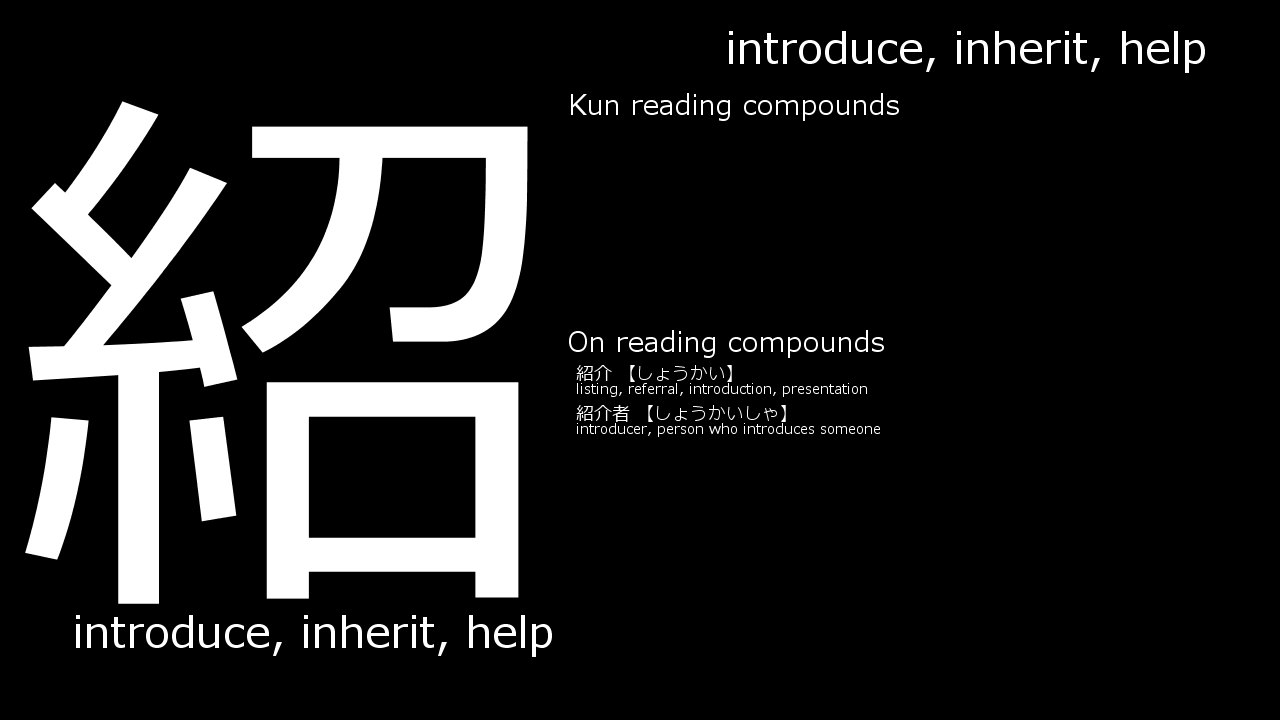 紹
introduce, inherit, help
introduce, inherit, help
Kun reading compounds
On reading compounds
紹介 【しょうかい】
listing, referral, introduction, presentation
紹介者 【しょうかいしゃ】
introducer, person who introduces someone